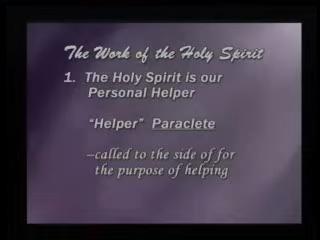 The Work of the Holy Spirit
1. The Holy Spirit is our
Personal Helper
“Helper” Paraclete
–called to the side of for
the purpose of helping